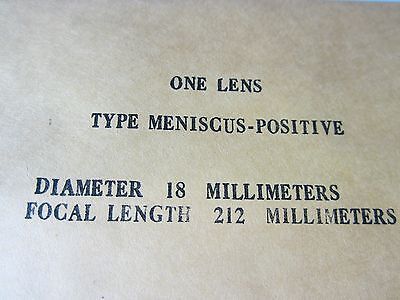 ONE LENS
TYPE MENISCUS-POSITIVE
DIAMETER 18 MILLIMETERS
FOCAL LENGTH 212 MILLIMETERS